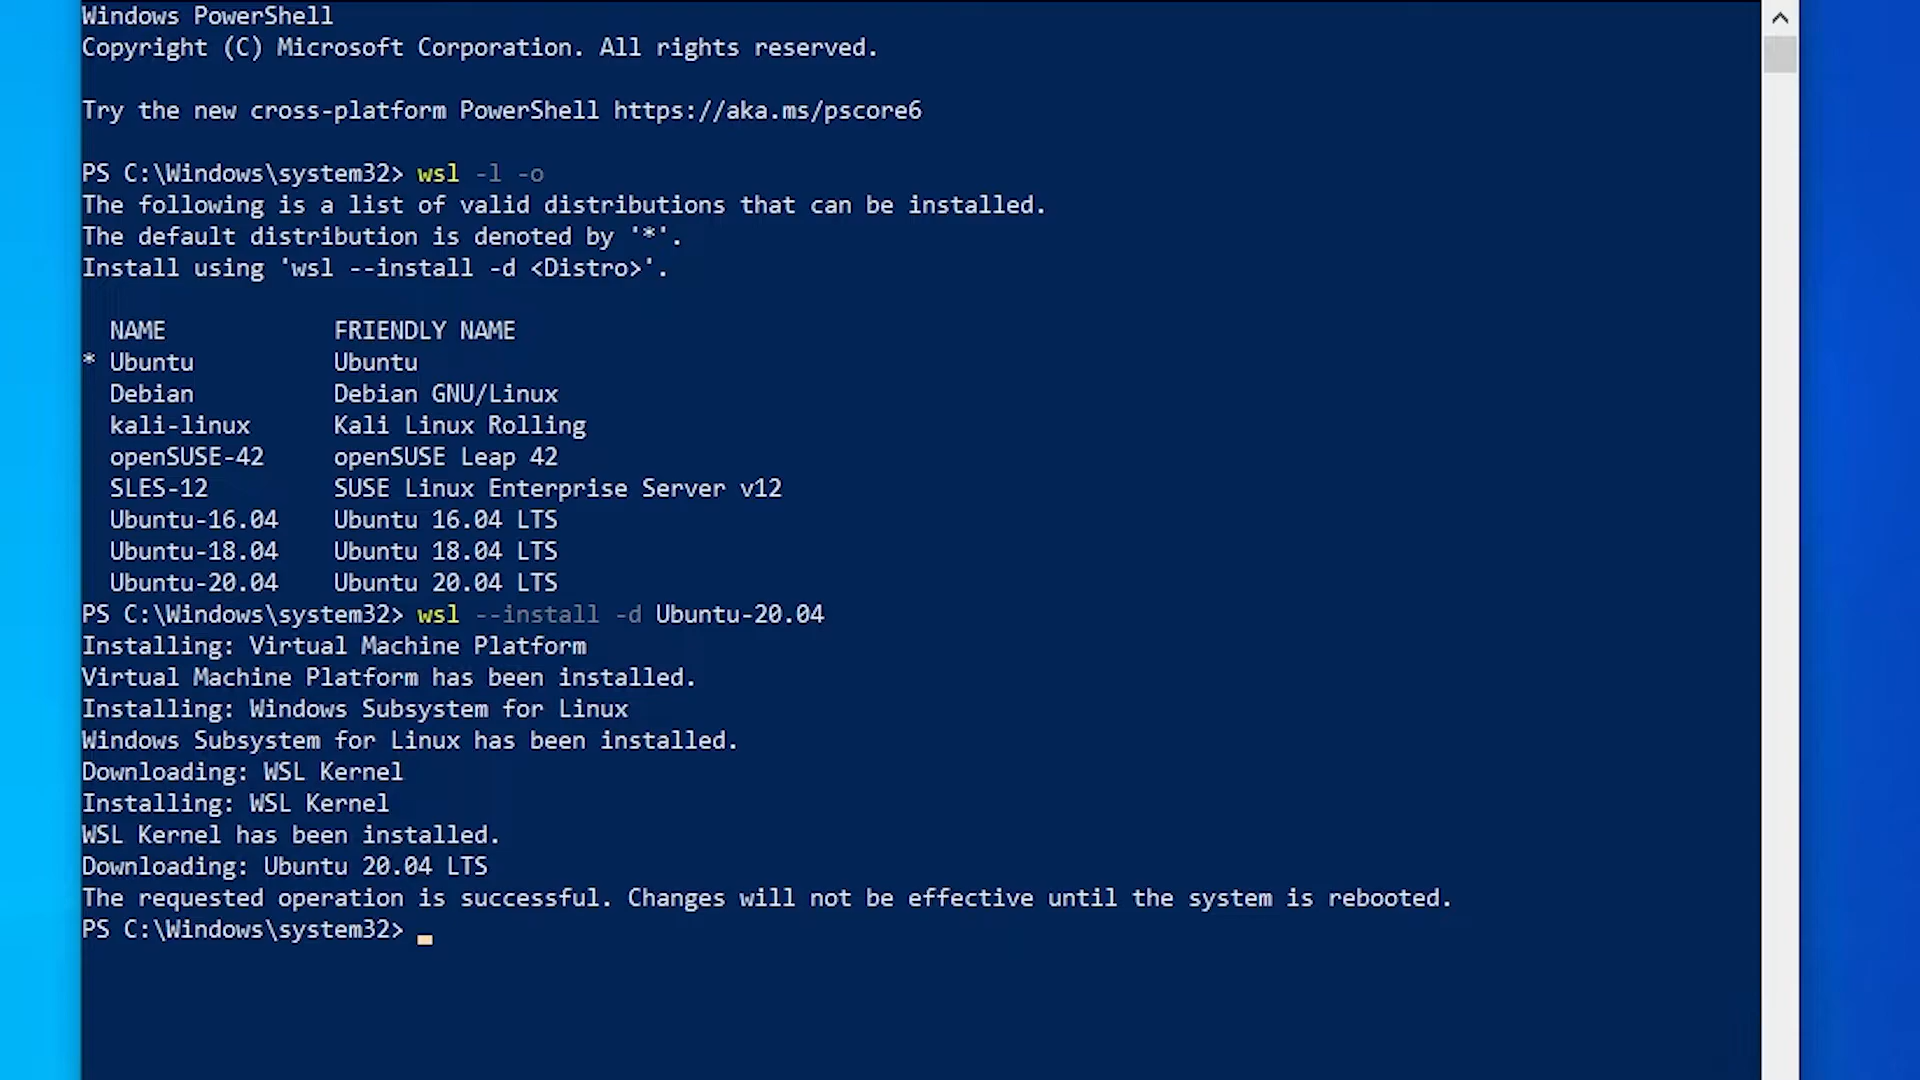 Windows PowerShell
Copyright (C) Microsoft Corporation. All rights reserved.
Try the new cross-platform PowerShell https://aka.ms/pscore6
PS C:\Windows\system32> wsl -l -o
The following is a list of valid distributions that can be installed.
The default distribution is denoted by '*'.
Install using 'wsl --install -d <Distro>'.
  NAME            FRIENDLY NAME
* Ubuntu          Ubuntu
  Debian          Debian GNU/Linux
  kali-linux      Kali Linux Rolling
  openSUSE-42     openSUSE Leap 42
  SLES-12         SUSE Linux Enterprise Server v12
  Ubuntu-16.04    Ubuntu 16.04 LTS
  Ubuntu-18.04    Ubuntu 18.04 LTS
  Ubuntu-20.04    Ubuntu 20.04 LTS
PS C:\Windows\system32> wsl --install -d Ubuntu-20.04
Installing: Virtual Machine Platform
Virtual Machine Platform has been installed.
Installing: Windows Subsystem for Linux
Windows Subsystem for Linux has been installed.
Downloading: WSL Kernel
Installing: WSL Kernel
WSL Kernel has been installed.
Downloading: Ubuntu 20.04 LTS
The requested operation is successful. Changes will not be effective until the system is rebooted.
PS C:\Windows\system32>